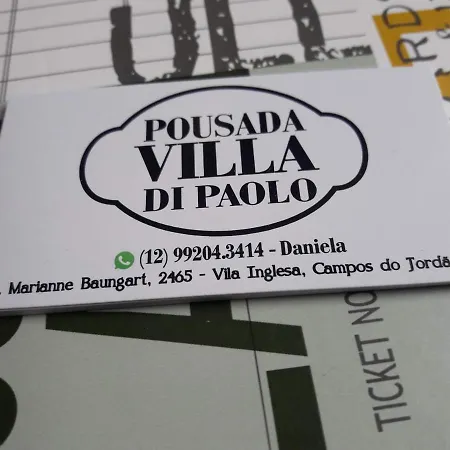 POUSADA
VILLA
DI PAOLO
(12) 99204.3414 - Daniela
. Marianne Baungart, 2465 - Vila Inglesa, Campos do Jordã
TICKET NO